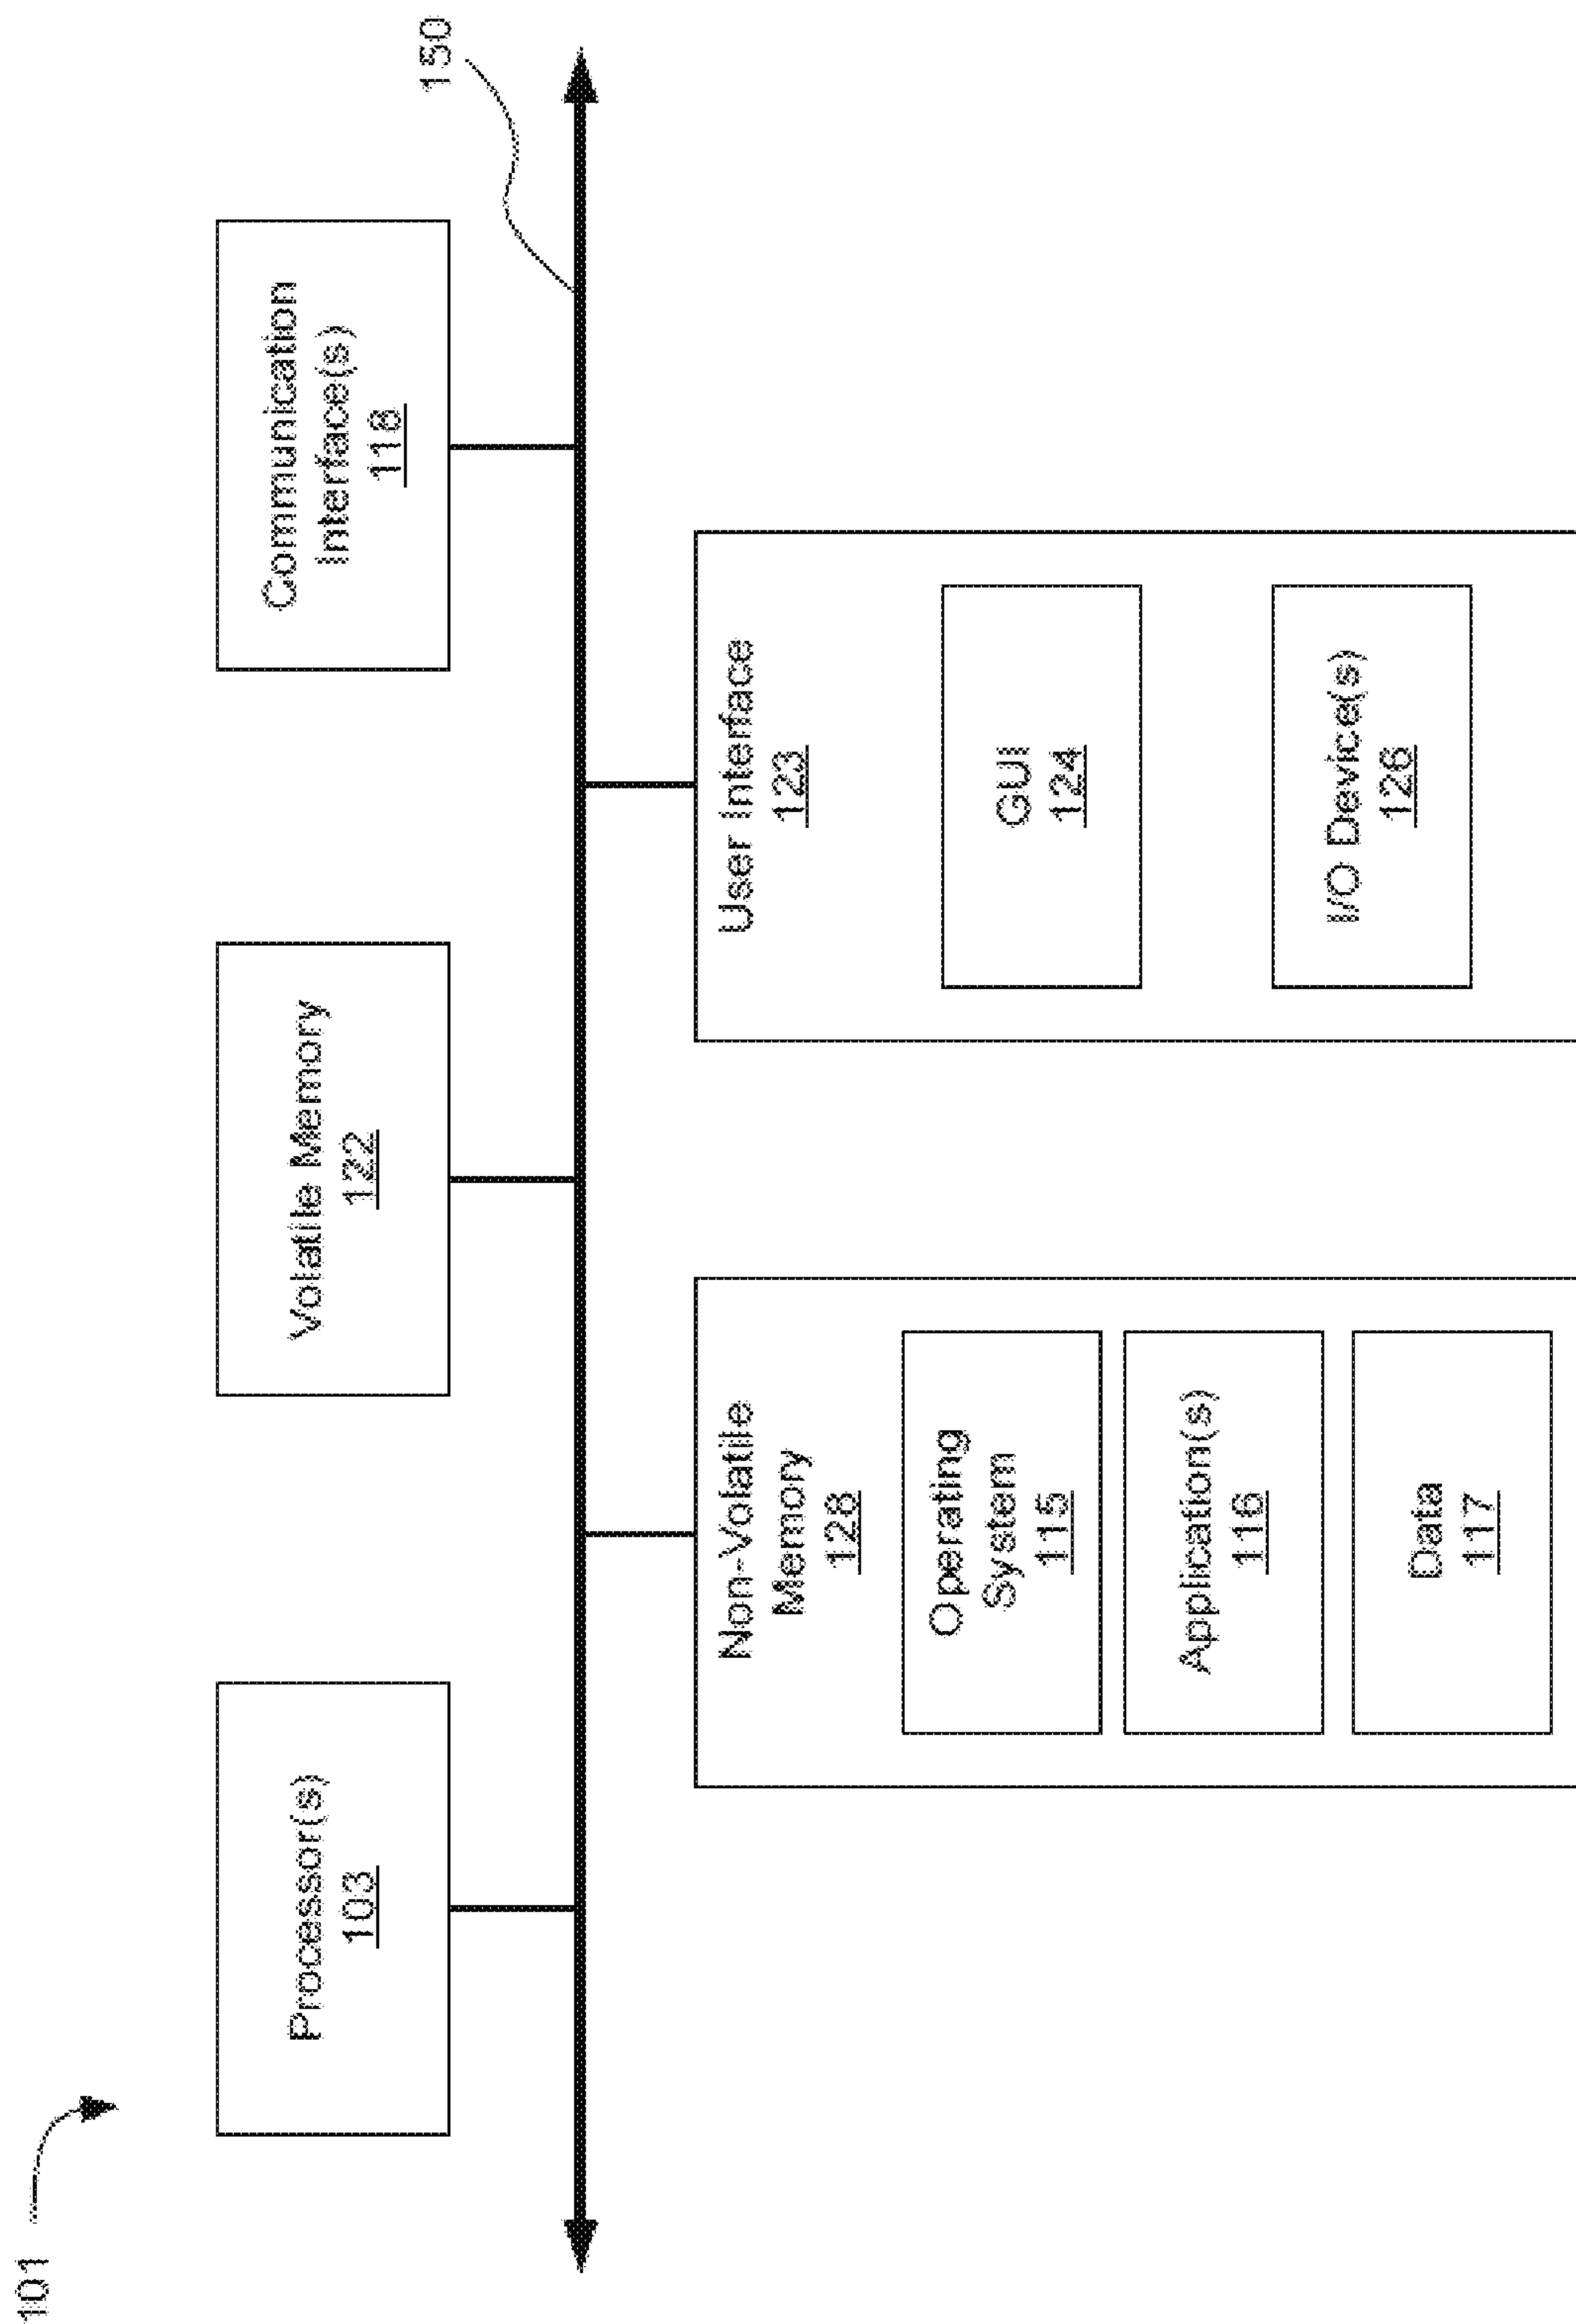 101
Processor(s)
103
Volatile Memory
122
Communication
Interface(s)
118
150
Non-Volatile
Memory
128
Operating
System
115
Application(s)
116
Data
117
User Interface
123
GUI
124
I/O Device(s)
126